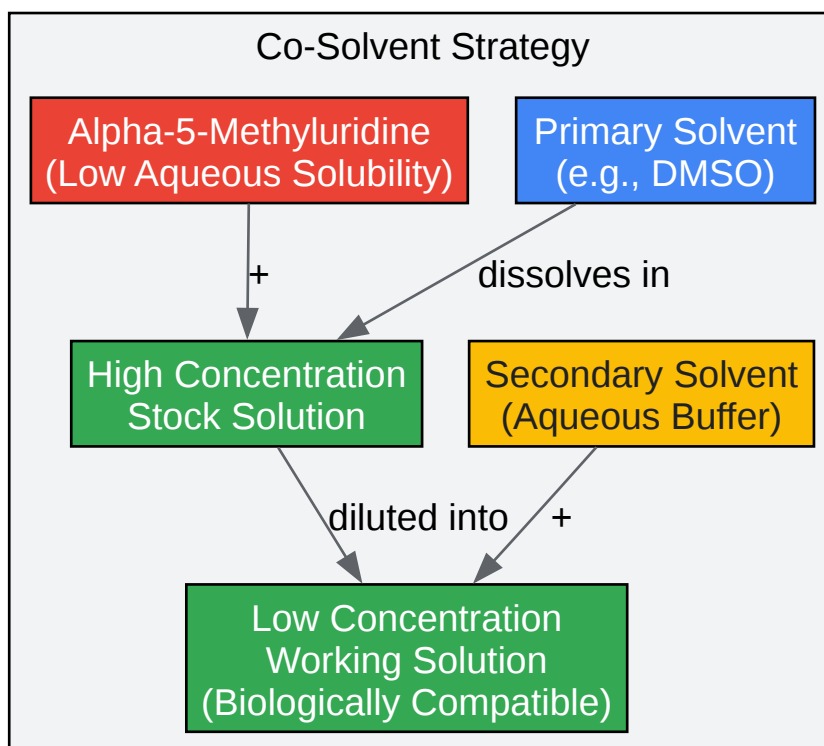 Co-Solvent Strategy
Alpha-5-Methyluridine
(Low Aqueous Solubility)
Primary Solvent
(e.g., DMSO)
+
dissolves in
High Concentration
Stock Solution
Secondary Solvent
(Aqueous Buffer)
diluted into
+
Low Concentration
Working Solution
(Biologically Compatible)